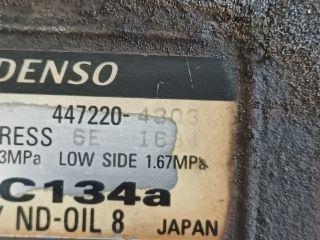 DENSO
447220-4303
RESS 6E 16
3MPa LOW SIDE 1.67MPa
C134a
ND-OIL 8 JAPAN